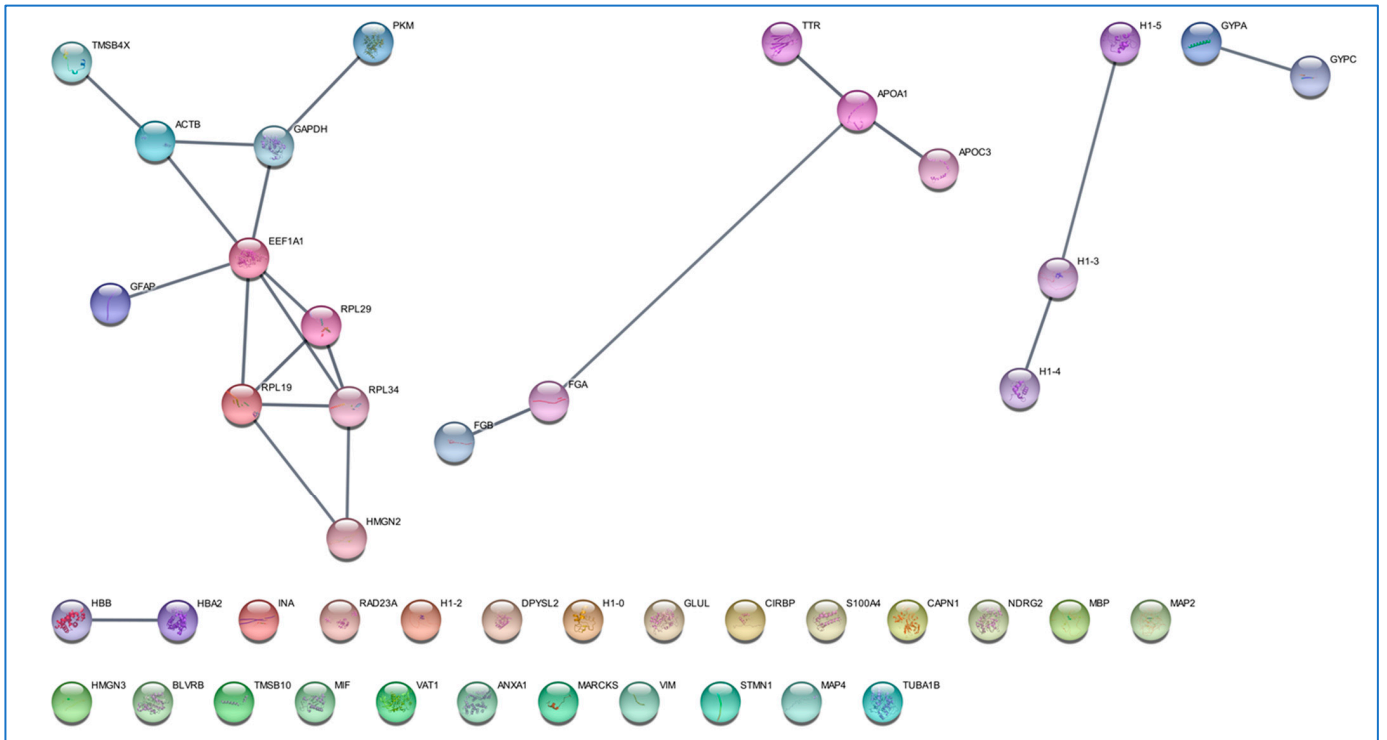 PKM
TMSB4X
TTR
H1-5
GYPA
GYPC
APOA1
ACTB
GAPDH
APOC3
EEF1A1
H1-3
GFAP
RPL29
H1-4
RPL19
RPL34
FGA
FGB
HMGN2
HBB HBA2 INA RAD23A H1-2 DPYSL2 H1-0 GLUL CIRBP S100A4 CAPN1 NDRG2 MBP MAP2
HMGN3 BLVRB TMSB10 MIF VAT1 ANXA1 MARCKS VIM STMN1 MAP4 TUBA1B